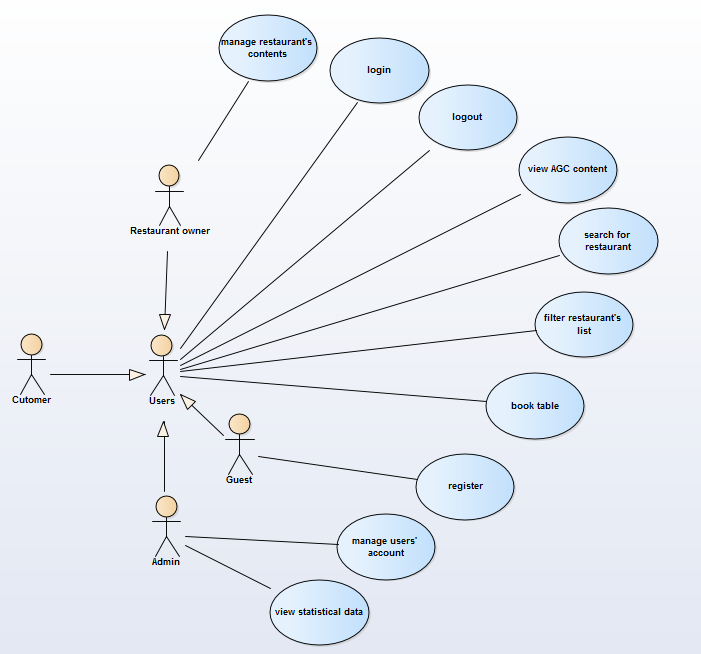 manage restaurant's
contents
login
logout
view AGC content
search for
restaurant
Restaurant owner
filter restaurant's
list
Cutomer
Users
book table
Guest
register
manage users'
account
Admin
view statistical data